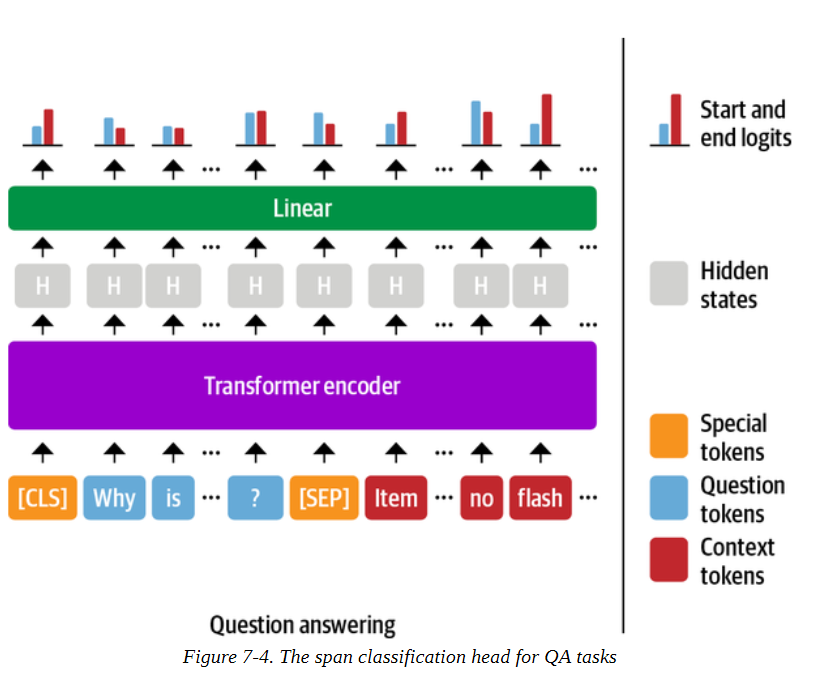 Start and
end logits
... ... ...
Linear
... ... ...
H H H H H H H H
Hidden
states
... ... ...
Transformer encoder
... ...
Special
tokens
[CLS] Why is ... ? [SEP] Item ... no flash ...
Question
tokens
Context
tokens
Question answering
Figure 7-4. The span classification head for QA tasks